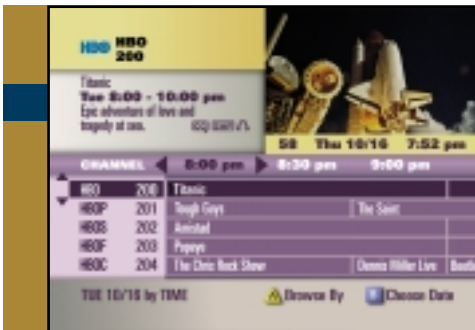 HBO HBO
200
Titanic
Tue 8:00 - 10:00 pm
Epic adventure of love and
tragedy at sea.
58 Thu 10/16 7:52 pm
CHANNEL 8:00 pm 8:30 pm 9:00 pm
HBO 200 Titanic
HBOP 201 Tough Guys The Saint
HBOS 202 Amistad
HBOF 203 Popeye
HBOC 204 The Chris Rock Show Dennis Miller Live
TUE 10/16 by TIME Browse By Choose Date